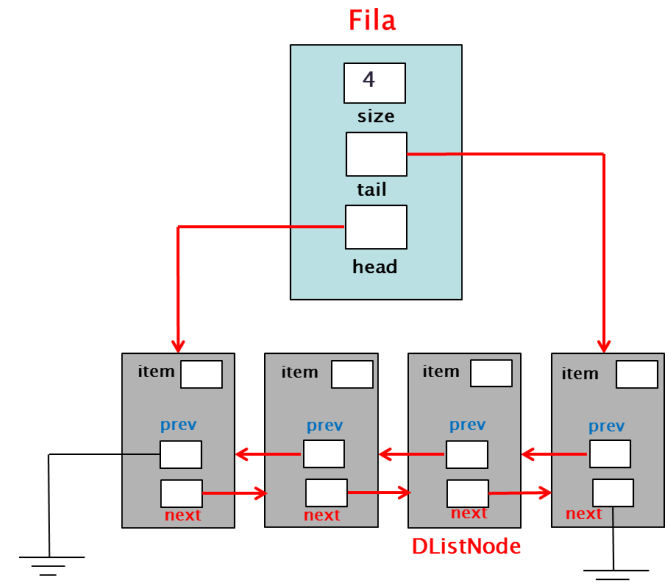 Fila
4
size
tail
head
item item item item
prev prev prev prev
next next next next
DListNode